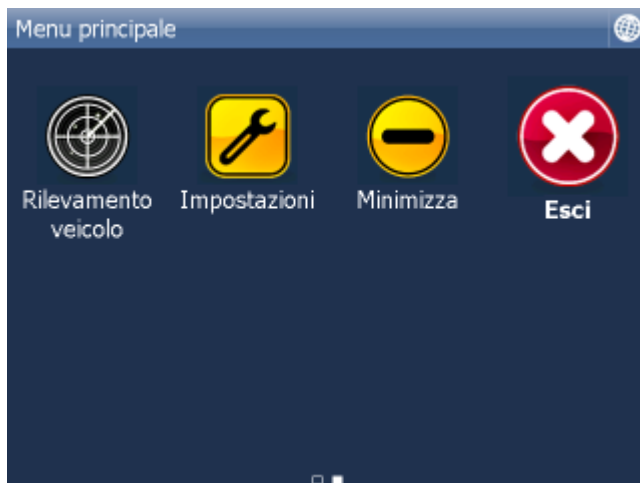 Menu principale
Rilevamento veicolo
Impostazioni
Minimizza
Esci